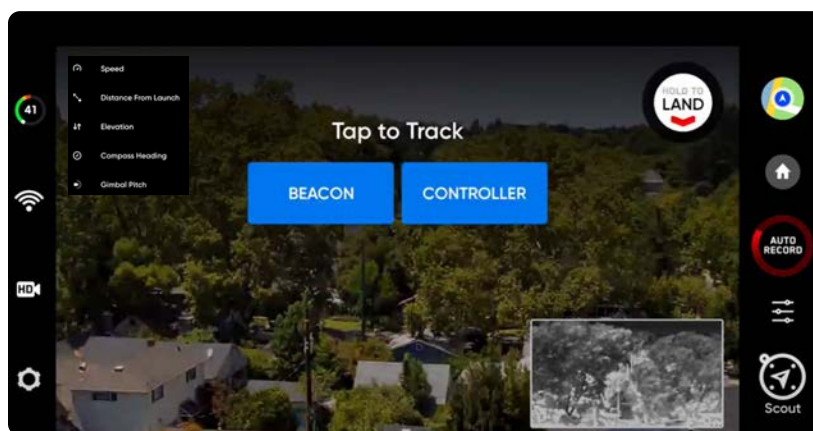 Speed
Distance From Launch
Elevation
Compass Heading
Gimbal Pitch
41
HD
Tap to Track
BEACON
CONTROLLER
HOLD TO
LAND
AUTO
RECORD
Scout